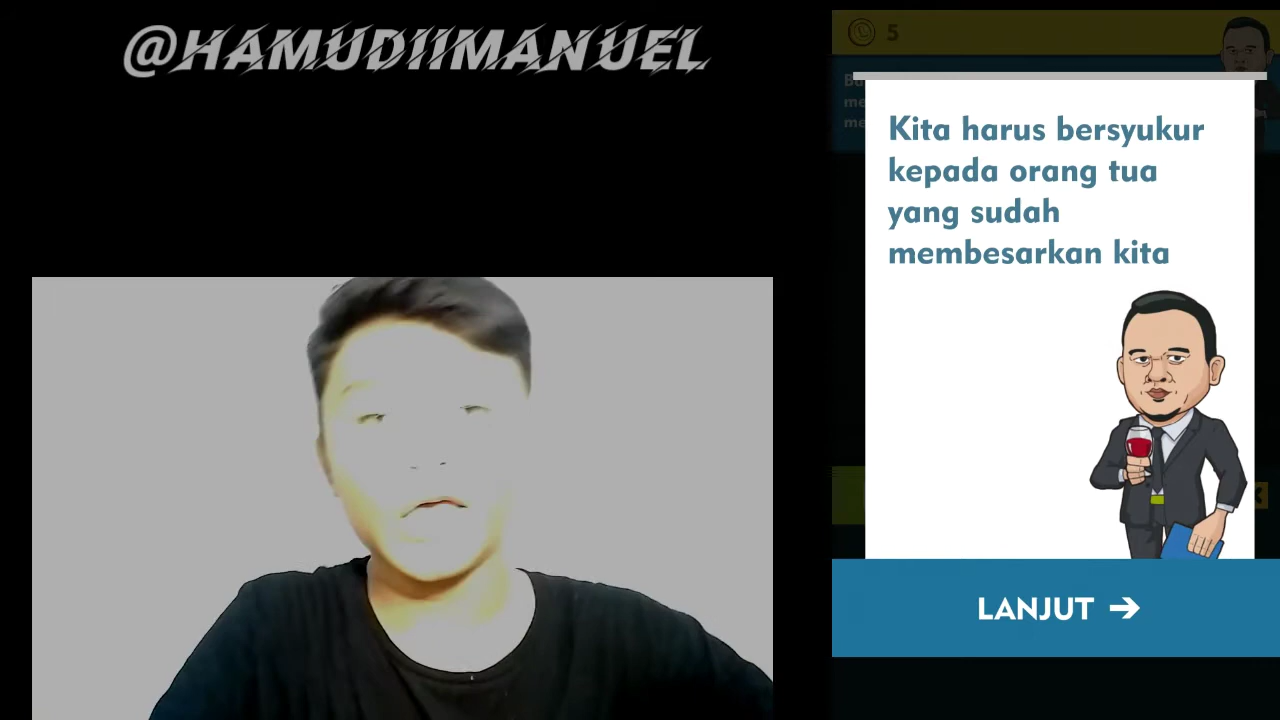 @HAMUDIIMANUEL
5
Kita harus bersyukur
kepada orang tua
yang sudah
membesarkan kita
LANJUT →